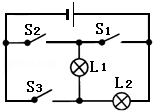 S₂ S₁
L₁
S₃ L₂